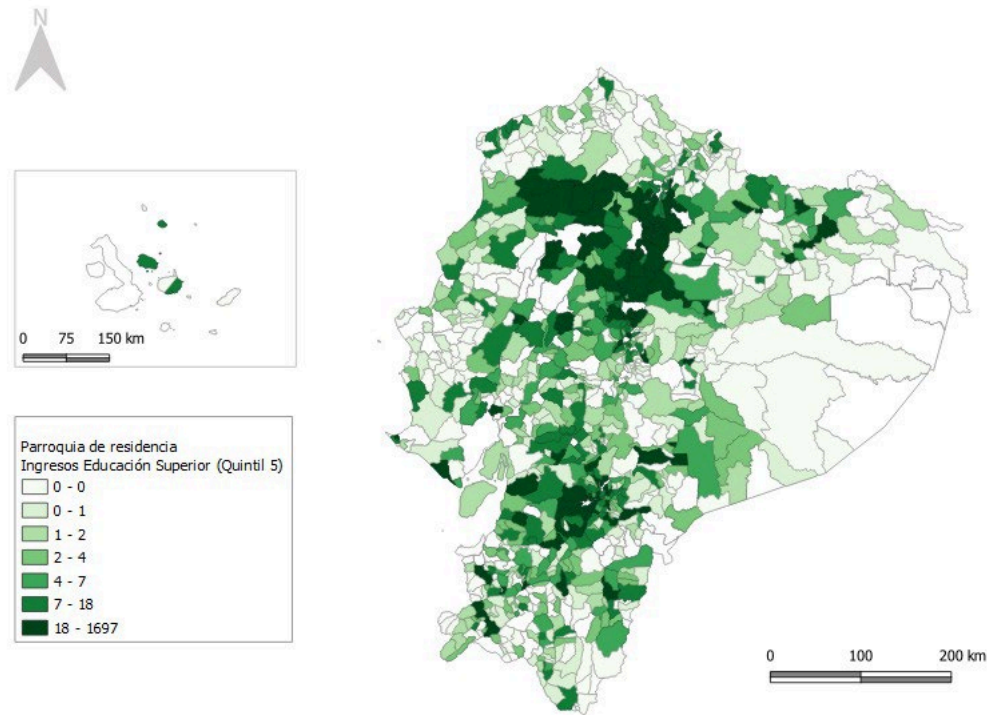 N
0 75 150 km
Parroquia de residencia
Ingresos Educación Superior (Quintil 5)
0 - 0
0 - 1
1 - 2
2 - 4
4 - 7
7 - 18
18 - 1697
0 100 200 km